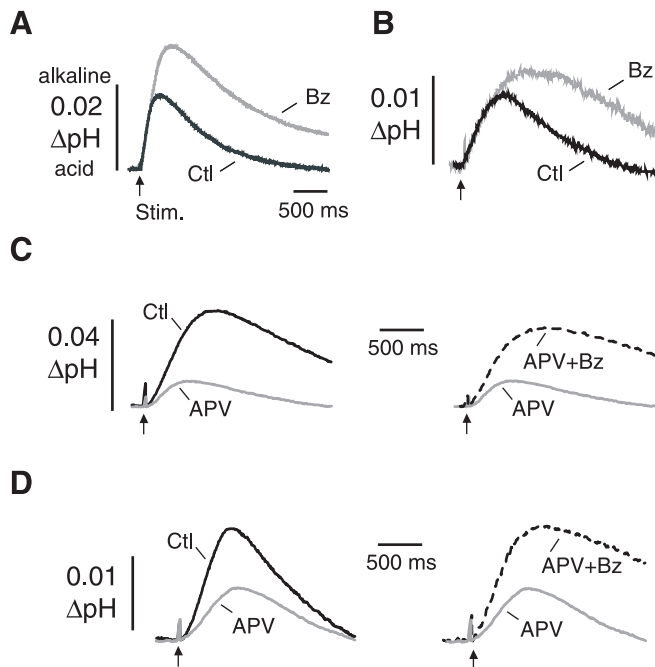 A
B
alkaline
0.02
ΔpH
acid
Bz
Ctl
Stim.
500 ms
0.01
ΔpH
Bz
Ctl
C
0.04
ΔpH
Ctl
APV
500 ms
APV+Bz
APV
D
0.01
ΔpH
Ctl
APV
500 ms
APV+Bz
APV